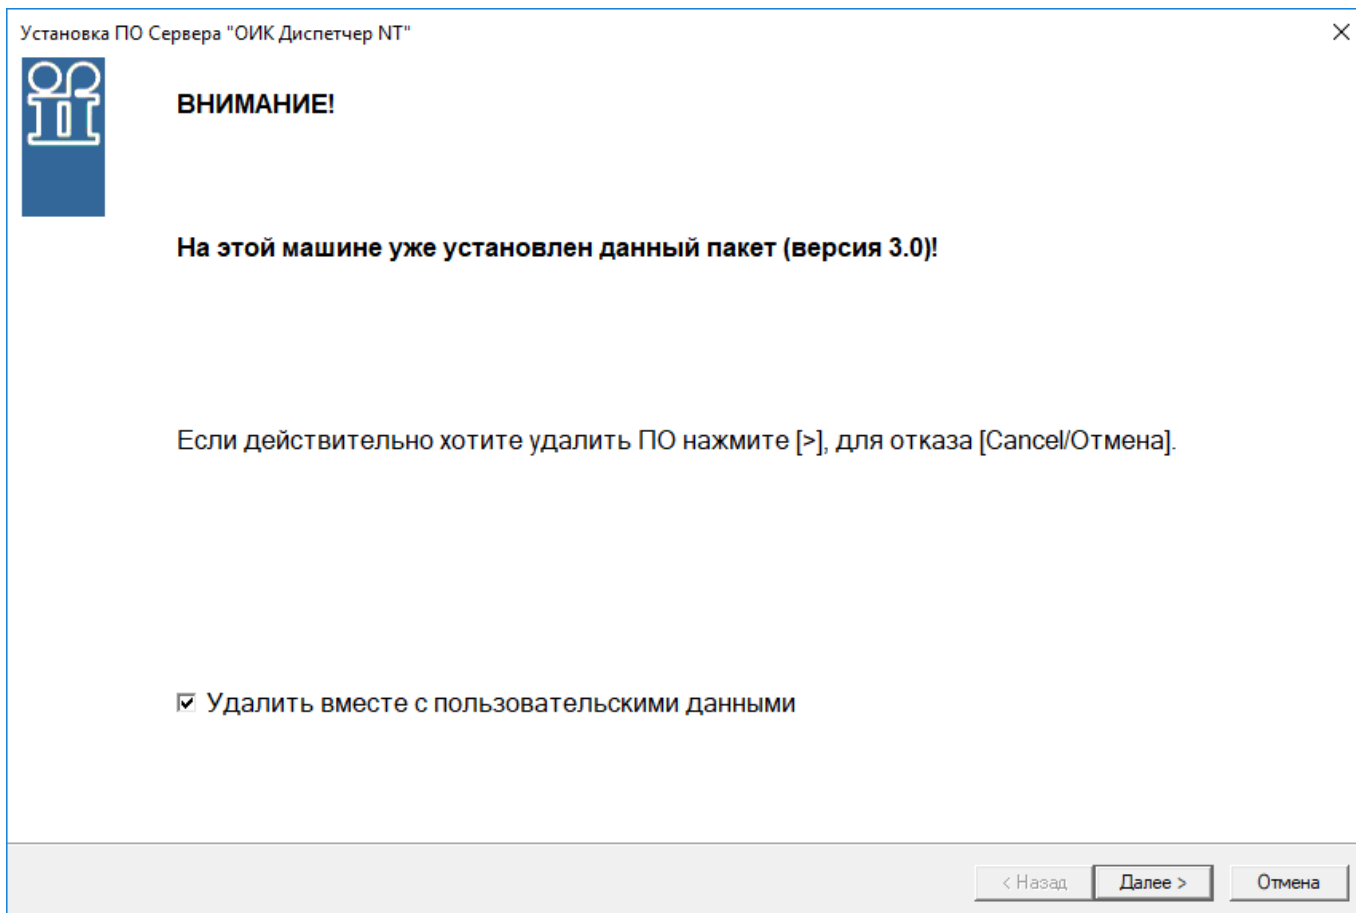 Установка ПО Сервера "ОИК Диспетчер NT"
ВНИМАНИЕ!
На этой машине уже установлен данный пакет (версия 3.0)!
Если действительно хотите удалить ПО нажмите [>], для отказа [Cancel/Отмена].
Удалить вместе с пользовательскими данными
< Назад Далее > Отмена